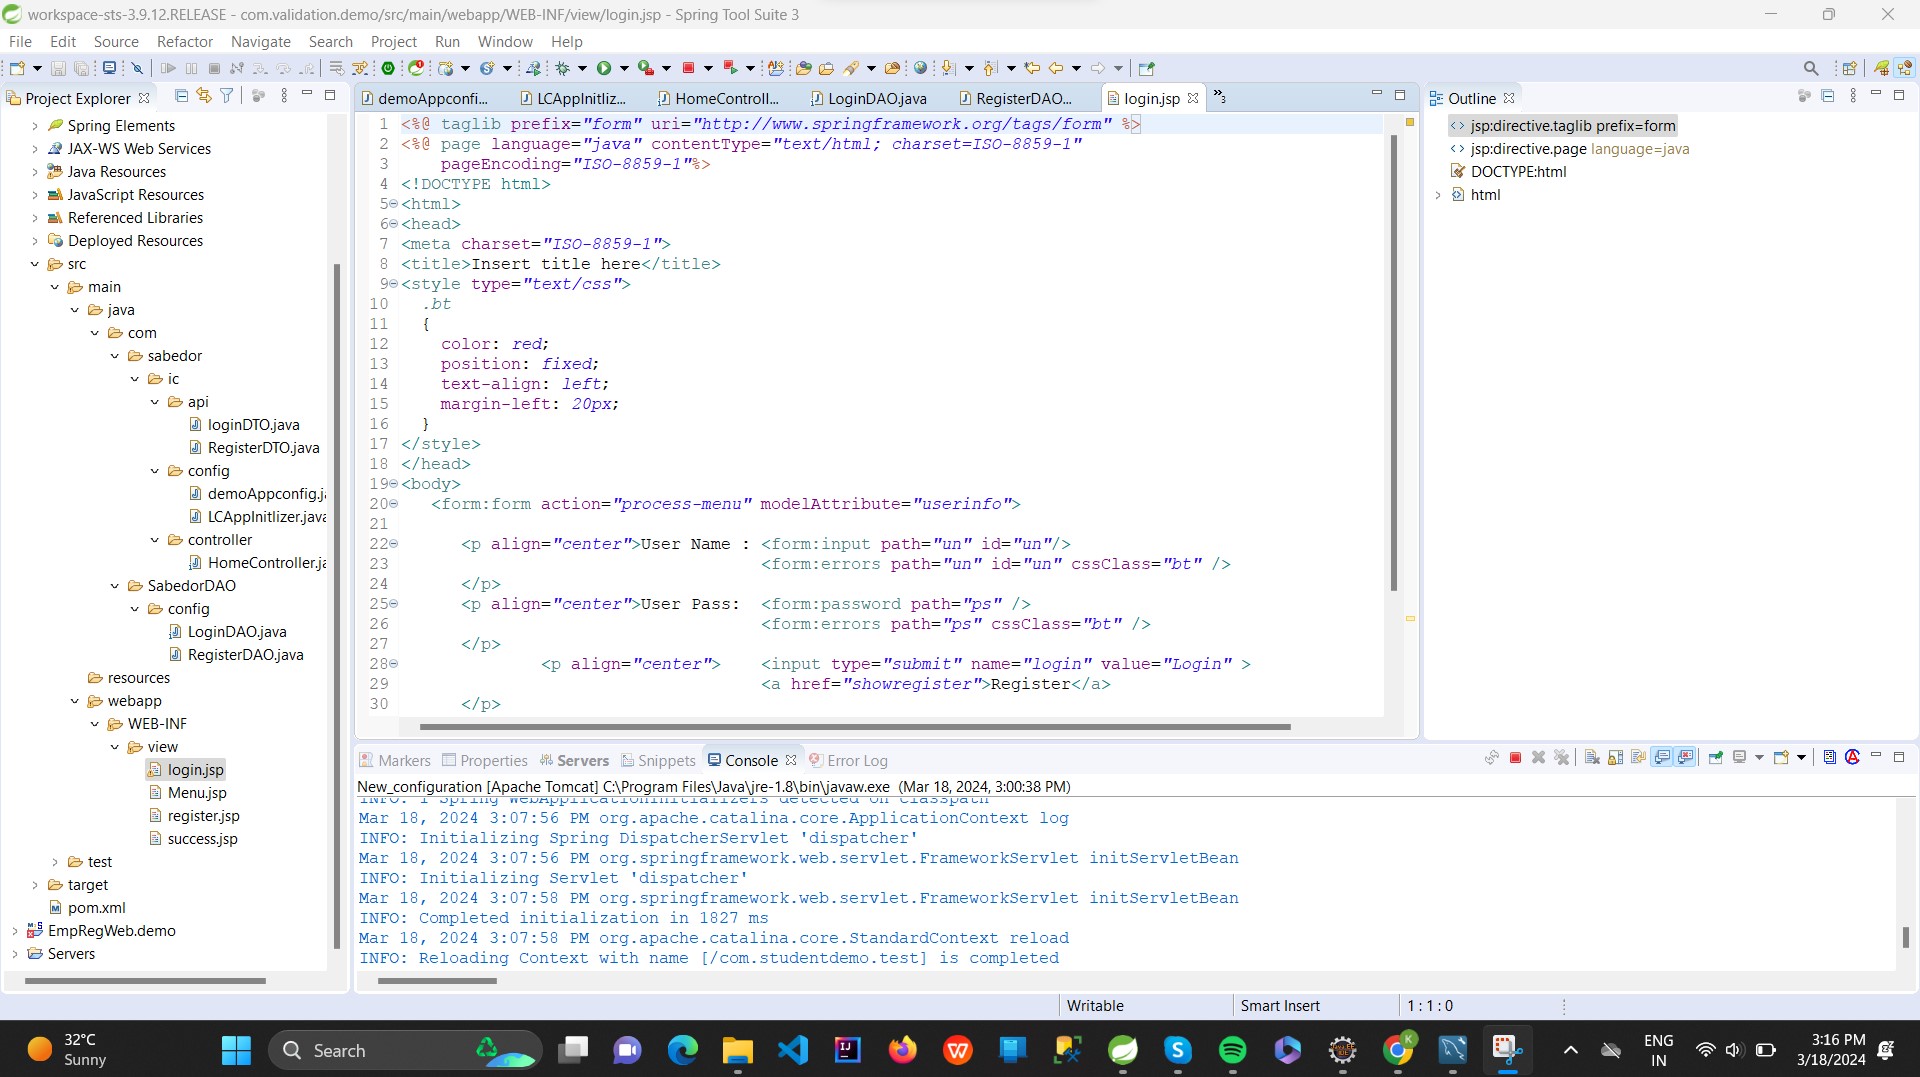 workspace-sts-3.9.12.RELEASE - com.validation.demo/src/main/webapp/WEB-INF/view/login.jsp - Spring Tool Suite 3
File Edit Source Refactor Navigate Search Project Run Window Help
Project Explorer
Spring Elements
JAX-WS Web Services
Java Resources
JavaScript Resources
Referenced Libraries
Deployed Resources
src
main
java
com
sabedor
ic
api
loginDTO.java
RegisterDTO.java
config
demoAppconfig.ja
LCAppInitlizer.java
controller
HomeController.ja
SabedorDAO
config
LoginDAO.java
RegisterDAO.java
resources
webapp
WEB-INF
view
login.jsp
Menu.jsp
register.jsp
success.jsp
test
target
pom.xml
EmpRegWeb.demo
Servers
demoAppconfi... LCAppInitliz... HomeControll... LoginDAO.java RegisterDAO... login.jsp »3
1 <%@ taglib prefix="form" uri="http://www.springframework.org/tags/form" %>
2 <%@ page language="java" contentType="text/html; charset=ISO-8859-1"
3 pageEncoding="ISO-8859-1"%>
4 <!DOCTYPE html>
5 <html>
6 <head>
7 <meta charset="ISO-8859-1">
8 <title>Insert title here</title>
9 <style type="text/css">
10 .bt
11 {
12 color: red;
13 position: fixed;
14 text-align: left;
15 margin-left: 20px;
16 }
17 </style>
18 </head>
19 <body>
20 <form:form action="process-menu" modelAttribute="userinfo">
21
22 <p align="center">User Name : <form:input path="un" id="un"/>
23 <form:errors path="un" id="un" cssClass="bt" />
24 </p>
25 <p align="center">User Pass: <form:password path="ps" />
26 <form:errors path="ps" cssClass="bt" />
27 </p>
28 <p align="center"> <input type="submit" name="login" value="Login" >
29 <a href="showregister">Register</a>
30 </p>
Outline
jsp:directive.taglib prefix=form
jsp:directive.page language=java
DOCTYPE:html
html
Markers Properties Servers Snippets Console Error Log
New_configuration [Apache Tomcat] C:\Program Files\Java\jre-1.8\bin\javaw.exe (Mar 18, 2024, 3:00:38 PM)
INFO: 1 Spring WebApplicationInitializers detected on classpath
Mar 18, 2024 3:07:56 PM org.apache.catalina.core.ApplicationContext log
INFO: Initializing Spring DispatcherServlet 'dispatcher'
Mar 18, 2024 3:07:56 PM org.springframework.web.servlet.FrameworkServlet initServletBean
INFO: Initializing Servlet 'dispatcher'
Mar 18, 2024 3:07:58 PM org.springframework.web.servlet.FrameworkServlet initServletBean
INFO: Completed initialization in 1827 ms
Mar 18, 2024 3:07:58 PM org.apache.catalina.core.StandardContext reload
INFO: Reloading Context with name [/com.studentdemo.test] is completed
Writable Smart Insert 1 : 1 : 0
32°C
Sunny
Search
ENG
IN
3:16 PM
3/18/2024